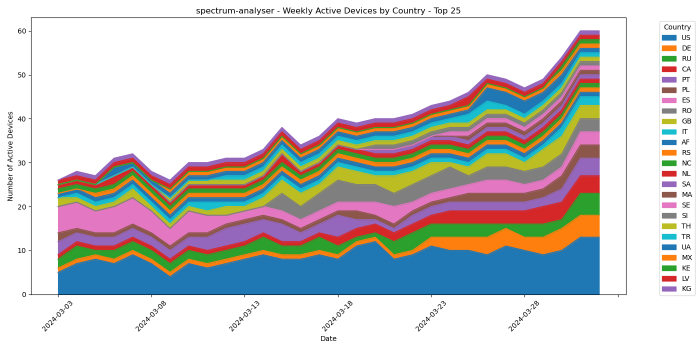 spectrum-analyser - Weekly Active Devices by Country - Top 25
Number of Active Devices
60
50
40
30
20
10
0
2024-03-03
2024-03-08
2024-03-13
2024-03-18
2024-03-23
2024-03-28
Date
Country
US
DE
RU
CA
PT
PL
ES
RO
GB
IT
AF
RS
NC
NL
SA
MA
SE
SI
TH
TR
UA
MX
KE
LV
KG